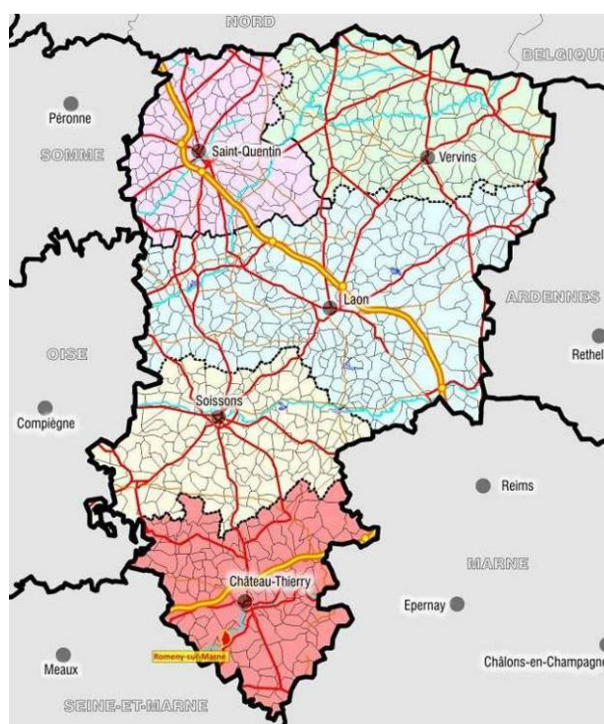 NORD
BELGIQUE
Péronne
SOMME
Saint-Quentin
Vervins
Laon
ARDENNES
OISE
Rethel
Soissons
Compiègne
Reims
MARNE
Château-Thierry
Epernay
Romeny-sur-Marne
Meaux
Châlons-en-Champagne
SEINE-ET-MARNE